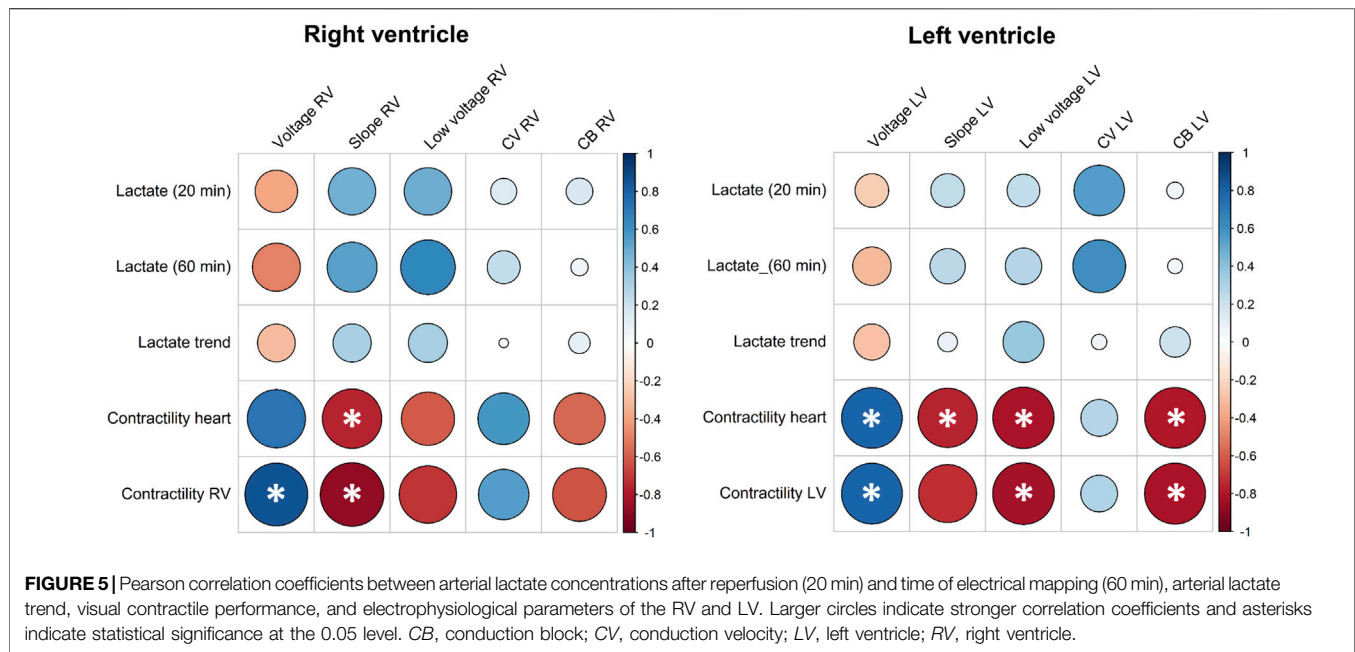 Right ventricle
Left ventricle
Voltage RV
Slope RV
Low voltage RV
CV RV
CB RV
Voltage LV
Slope LV
Low voltage LV
CV LV
CB LV
Lactate (20 min)
Lactate (60 min)
Lactate trend
Contractility heart
Contractility RV
* 
*
*
1
0.8
0.6
0.4
0.2
0
-0.2
-0.4
-0.6
-0.8
-1
Lactate (20 min)
Lactate_(60 min)
Lactate trend
Contractility heart
Contractility LV
* * * *
* * *
1
0.8
0.6
0.4
0.2
0
-0.2
-0.4
-0.6
-0.8
-1
FIGURE 5 | Pearson correlation coefficients between arterial lactate concentrations after reperfusion (20 min) and time of electrical mapping (60 min), arterial lactate
trend, visual contractile performance, and electrophysiological parameters of the RV and LV. Larger circles indicate stronger correlation coefficients and asterisks
indicate statistical significance at the 0.05 level. CB, conduction block; CV, conduction velocity; LV, left ventricle; RV, right ventricle.